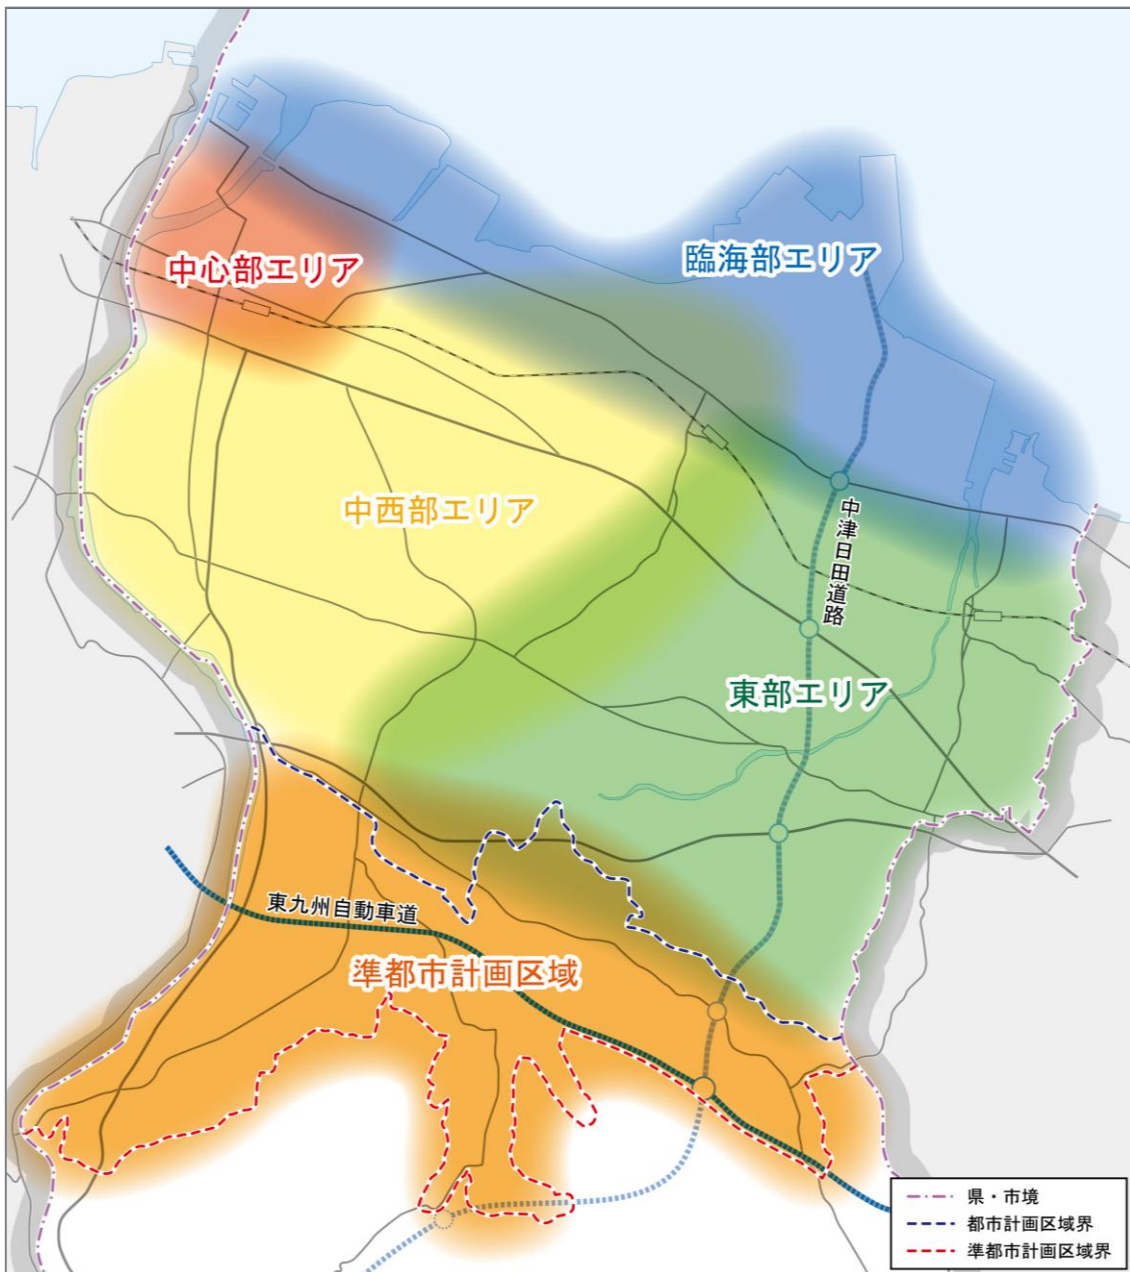 中心部エリア
臨海部エリア
中西部エリア
中津日田道路
東部エリア
東九州自動車道
準都市計画区域
県・市境
都市計画区域界
準都市計画区域界